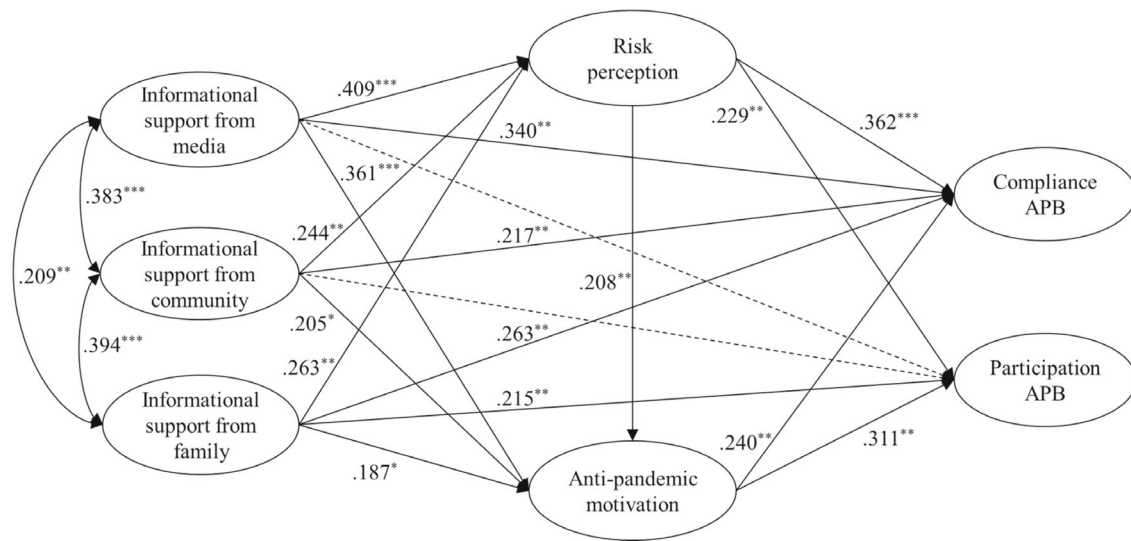 Risk
perception
Informational
support from
media
.409***
.229**
.362***
.340**
.361***
.383***
Compliance
APB
.244**
.217**
Informational
support from
community
.209**
.208**
.205*
.263**
.394***
.263**
Participation
APB
Informational
support from
family
.215**
.187*
.240**
.311**
Anti-pandemic
motivation